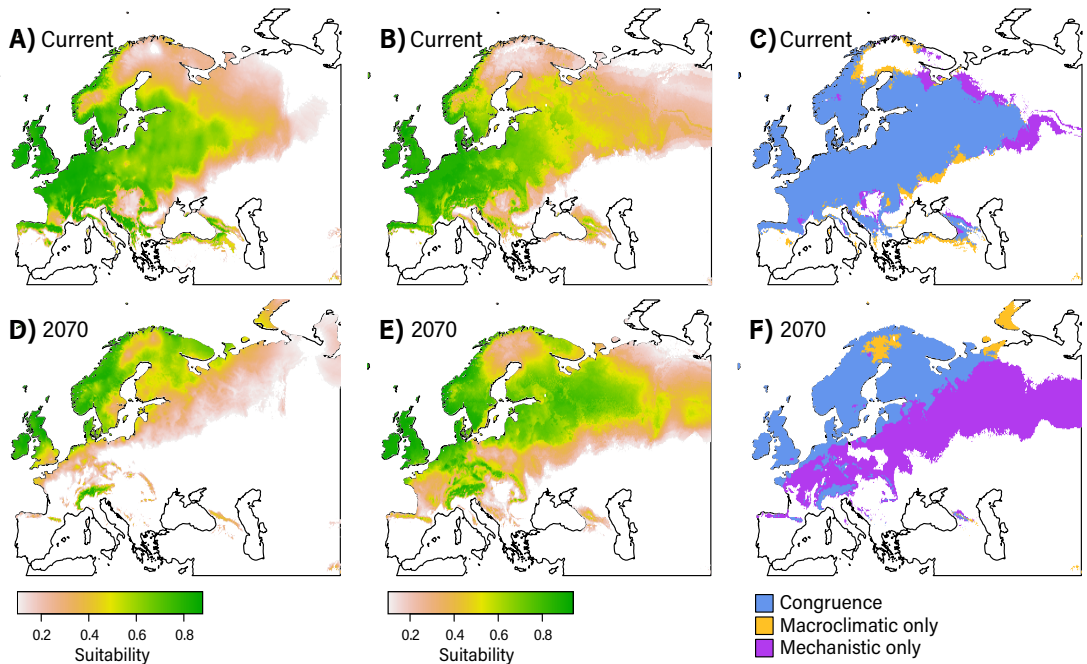 A) Current
B) Current
C) Current
D) 2070
E) 2070
F) 2070
0.2 0.4 0.6 0.8
Suitability
0.2 0.4 0.6 0.8
Suitability
Congruence
Macroclimatic only
Mechanistic only